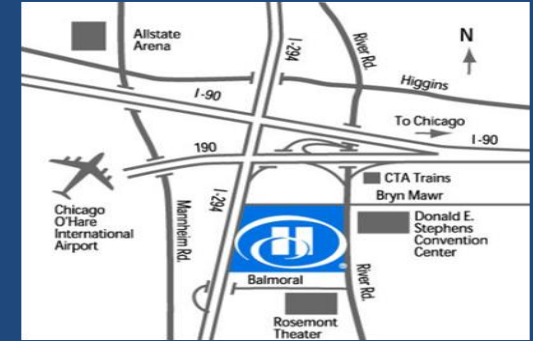 Allstate
Arena
I-294
River Rd.
N
Higgins
I-90
To Chicago
I-90
190
CTA Trains
Bryn Mawr
Chicago
O'Hare
International
Airport
Mannheim Rd.
I-294
H
®
Donald E.
Stephens
Convention
Center
Balmoral
River Rd.
Rosemont
Theater